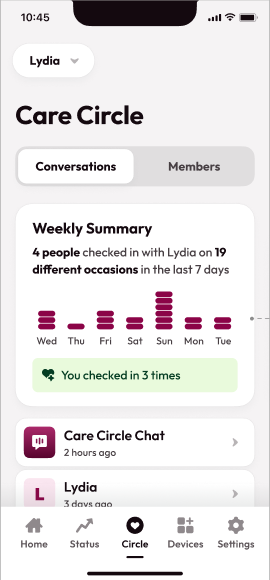 10:45
Lydia
Care Circle
Conversations
Members
Weekly Summary
4 people checked in with Lydia on 19
different occasions in the last 7 days
Wed Thu Fri Sat Sun Mon Tue
You checked in 3 times
Care Circle Chat
2 hours ago
L
Lydia
3 days ago
Home Status Circle Devices Settings